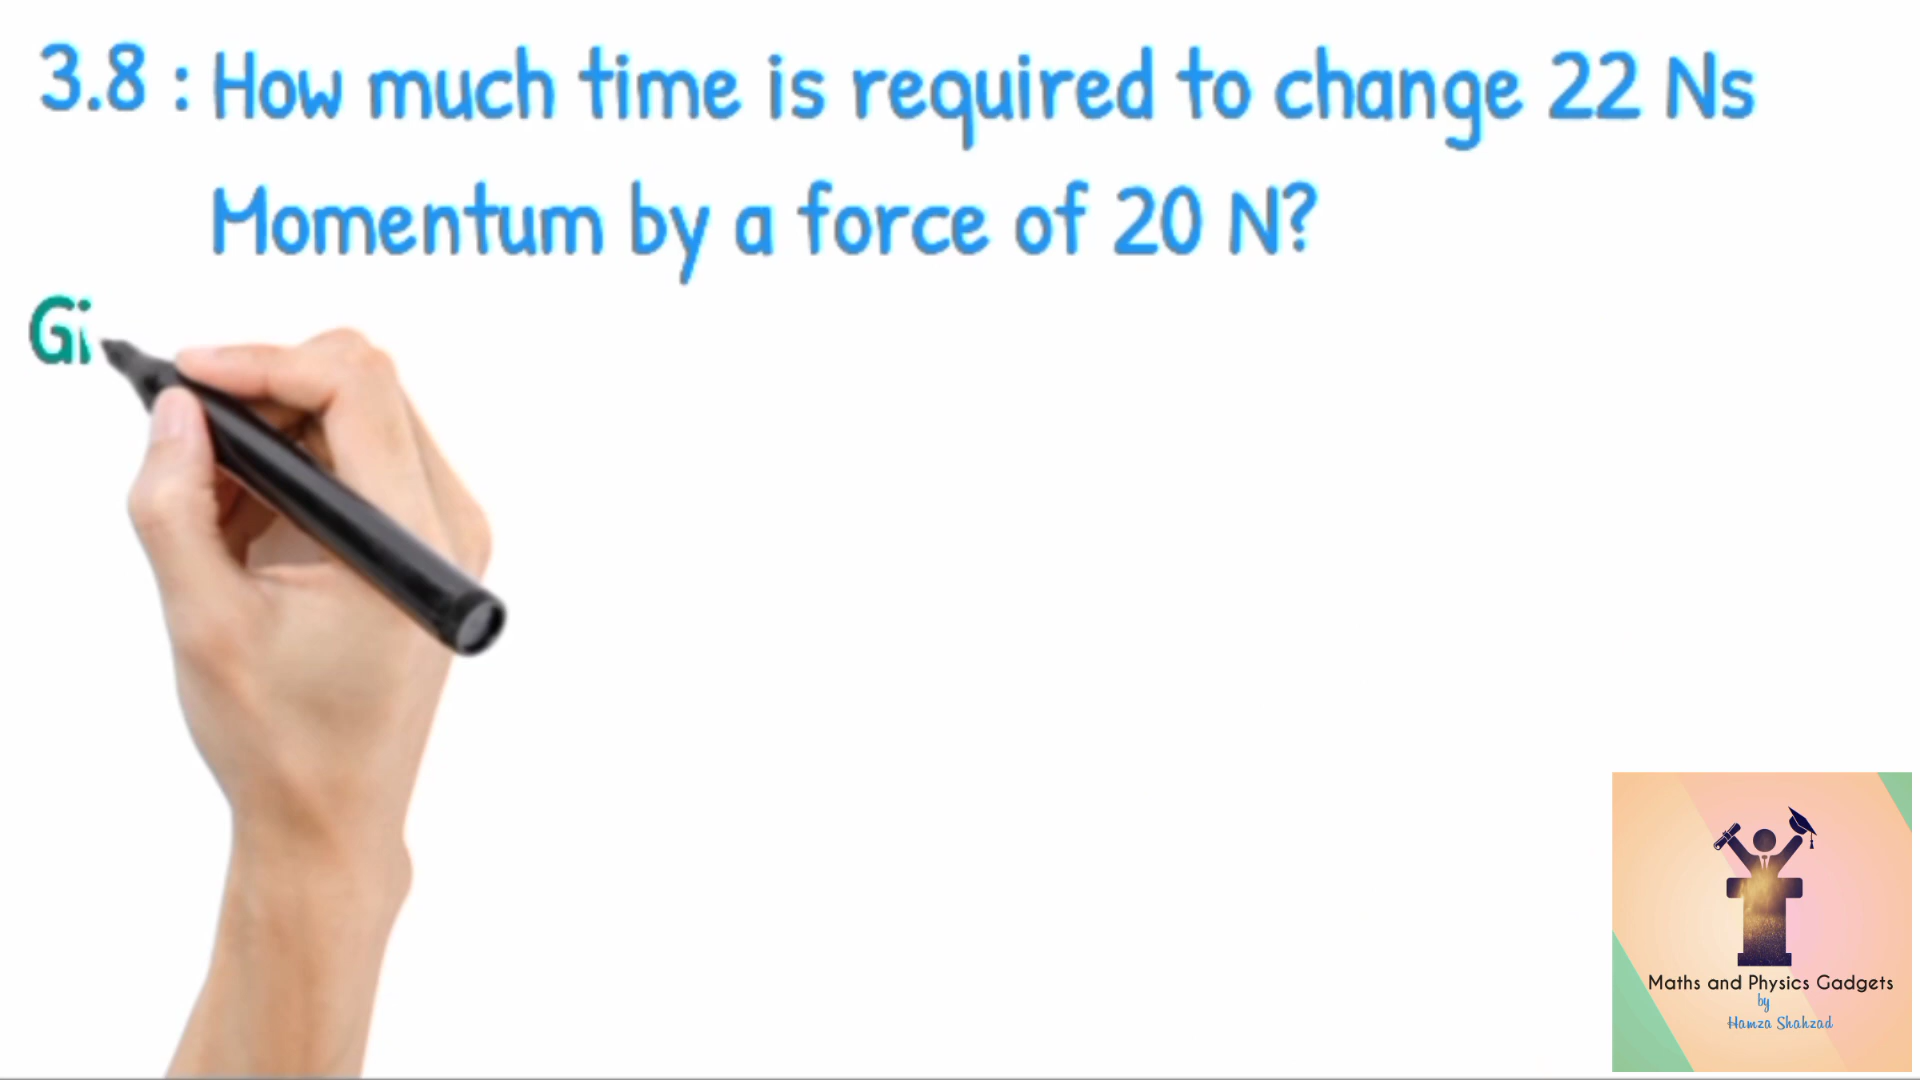 3.8 : How much time is required to change 22 Ns
Momentum by a force of 20 N?
Gi
Maths and Physics Gadgets
by
Hamza Shahzad